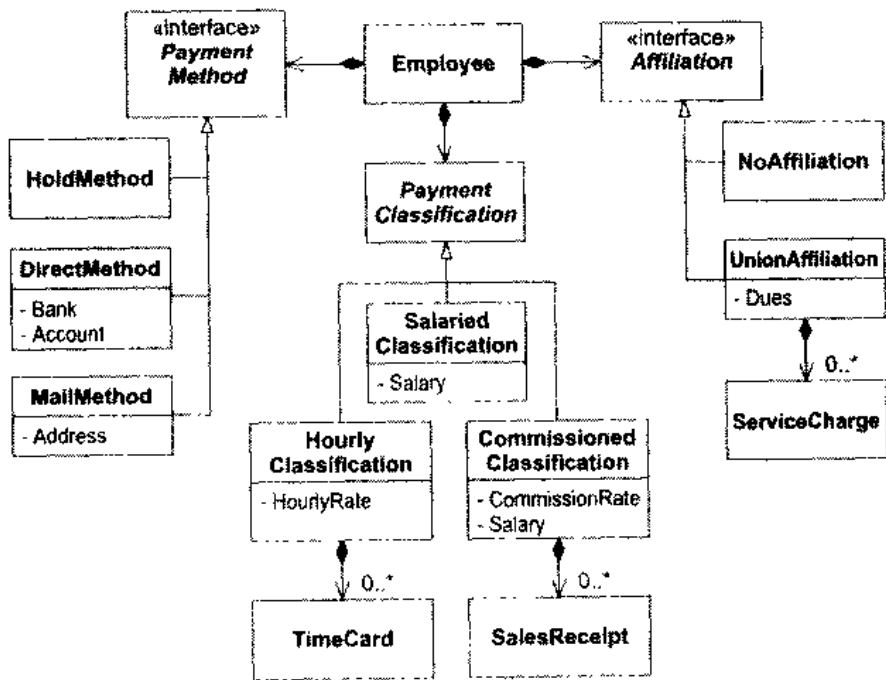 «interface»
Payment
Method
Employee
«interface»
Affiliation
HoldMethod
Payment
Classification
NoAffiliation
DirectMethod
- Bank
- Account
UnionAffiliation
- Dues
Salaried
Classification
- Salary
MailMethod
- Address
0..*
ServiceCharge
Hourly
Classification
- HourlyRate
Commissioned
Classification
- CommissionRate
- Salary
0..*
0..*
TimeCard
SalesReceipt